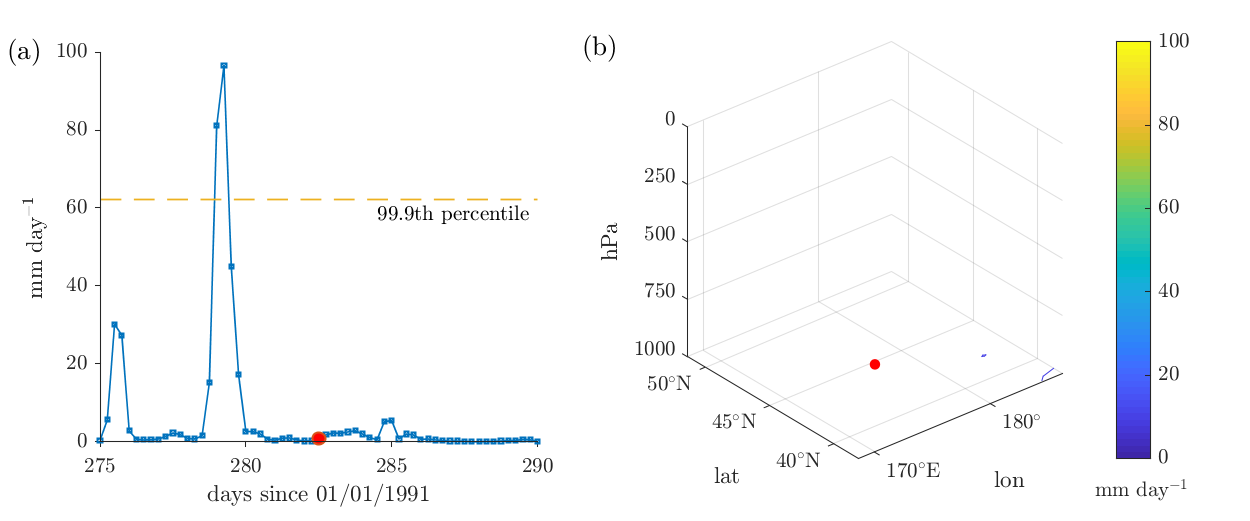 (a)
100
80
60
40
20
0
mm day⁻¹
99.9th percentile
275
280
285
290
days since 01/01/1991
(b)
0
250
500
750
1000
hPa
50°N
45°N
40°N
lat
170°E
180°
lon
100
80
60
40
20
0
mm day⁻¹